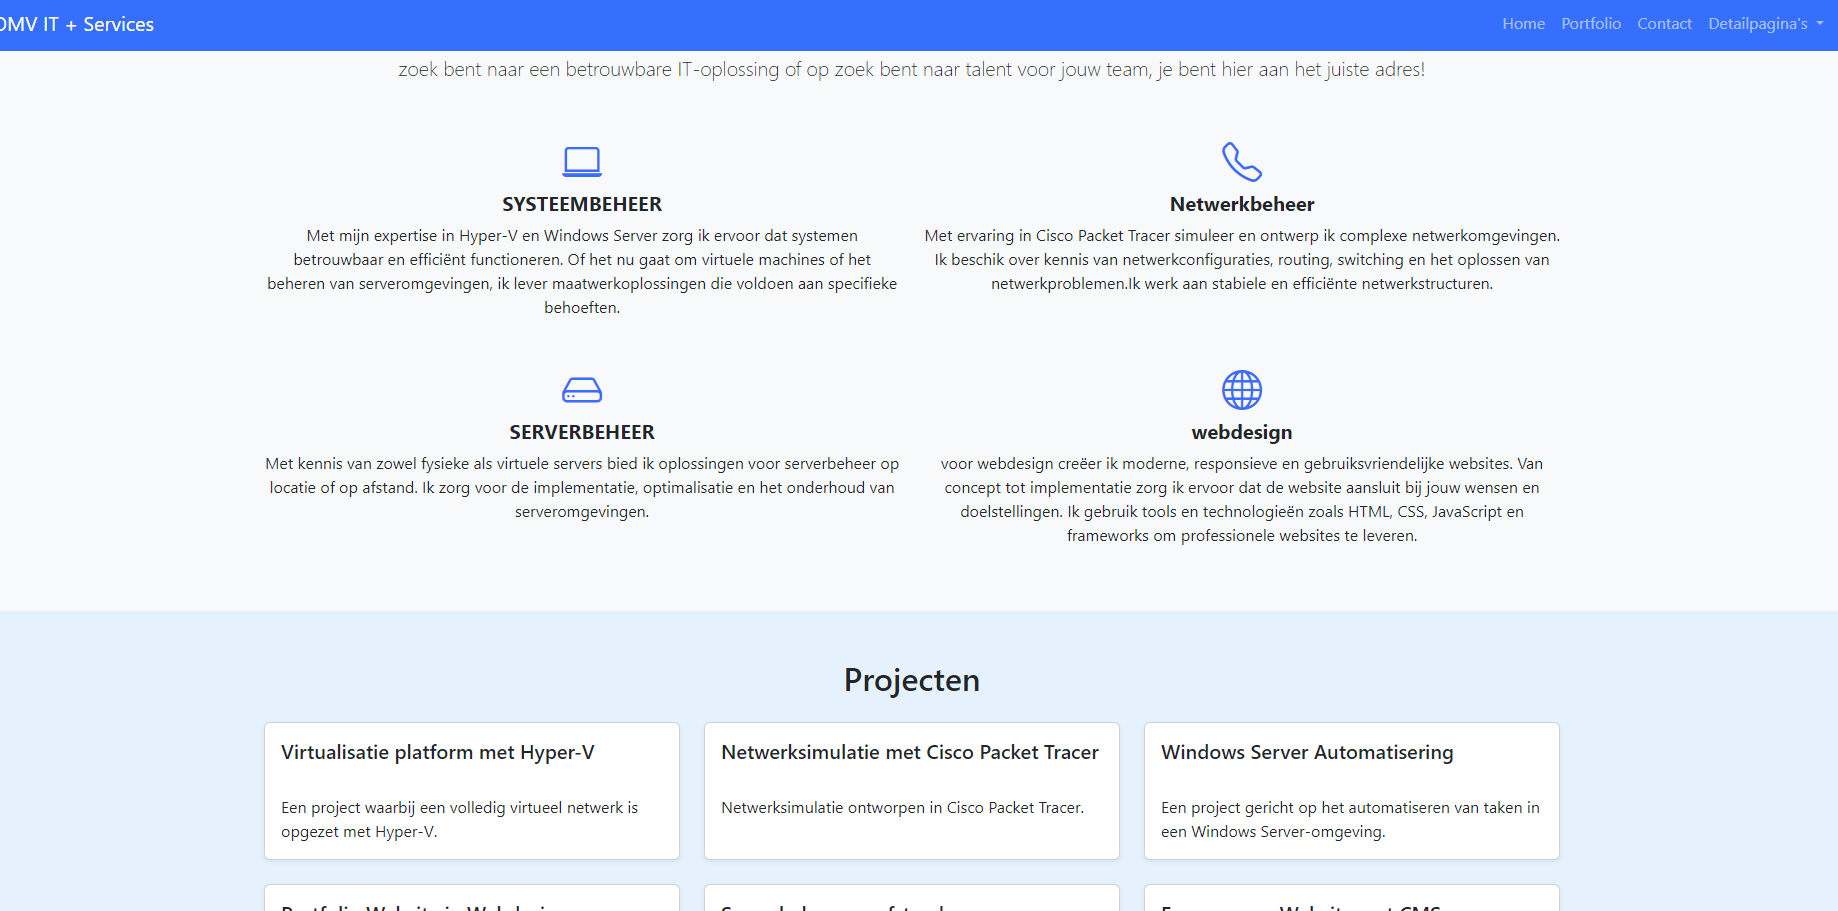 MV IT + Services
Home Portfolio Contact Detailpagina's
zoek bent naar een betrouwbare IT-oplossing of op zoek bent naar talent voor jouw team, je bent hier aan het juiste adres!
SYSTEEMBEHEER
Met mijn expertise in Hyper-V en Windows Server zorg ik ervoor dat systemen
betrouwbaar en efficiënt functioneren. Of het nu gaat om virtuele machines of het
beheren van serveromgevingen, ik lever maatwerkoplossingen die voldoen aan specifieke
behoeften.
Netwerkbeheer
Met ervaring in Cisco Packet Tracer simuleer en ontwerp ik complexe netwerkomgevingen.
Ik beschik over kennis van netwerkconfiguraties, routing, switching en het oplossen van
netwerkproblemen.Ik werk aan stabiele en efficiënte netwerkstructuren.
SERVERBEHEER
Met kennis van zowel fysieke als virtuele servers bied ik oplossingen voor serverbeheer op
locatie of op afstand. Ik zorg voor de implementatie, optimalisatie en het onderhoud van
serveromgevingen.
webdesign
voor webdesign creëer ik moderne, responsieve en gebruiksvriendelijke websites. Van
concept tot implementatie zorg ik ervoor dat de website aansluit bij jouw wensen en
doelstellingen. Ik gebruik tools en technologieën zoals HTML, CSS, JavaScript en
frameworks om professionele websites te leveren.
Projecten
Virtualisatie platform met Hyper-V
Een project waarbij een volledig virtueel netwerk is
opgezet met Hyper-V.
Netwerksimulatie met Cisco Packet Tracer
Netwerksimulatie ontworpen in Cisco Packet Tracer.
Windows Server Automatisering
Een project gericht op het automatiseren van taken in
een Windows Server-omgeving.